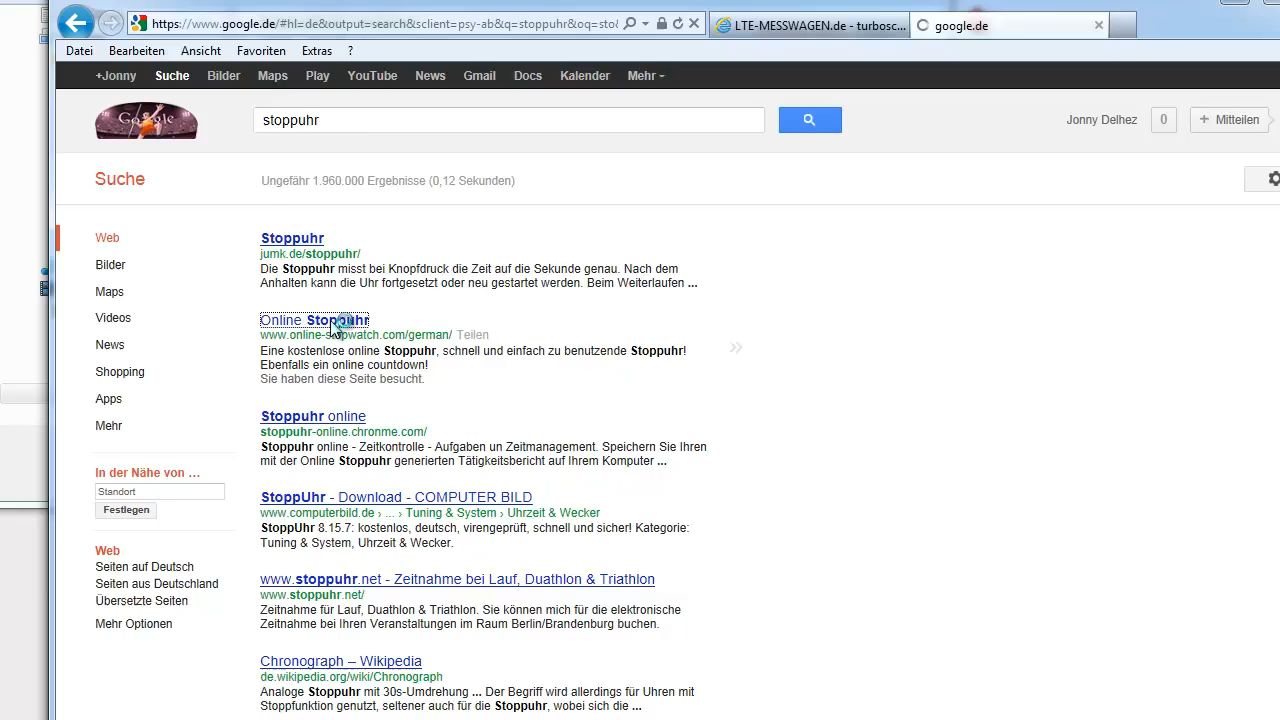 https://www.google.de/#hl=de&output=search&sclient=psy-ab&q=stoppuhr&oq=sto
LTE-MESSWAGEN.de - turbosc...
google.de
Datei Bearbeiten Ansicht Favoriten Extras ?
+Jonny Suche Bilder Maps Play YouTube News Gmail Docs Kalender Mehr
Google
stoppuhr
Jonny Delhez 0 + Mitteilen
Suche
Ungefähr 1.960.000 Ergebnisse (0,12 Sekunden)
Web
Bilder
Maps
Videos
News
Shopping
Apps
Mehr
In der Nähe von ...
Standort
Festlegen
Web
Seiten auf Deutsch
Seiten aus Deutschland
Übersetzte Seiten
Mehr Optionen
Stoppuhr
jumk.de/stoppuhr/
Die Stoppuhr misst bei Knopfdruck die Zeit auf die Sekunde genau. Nach dem
Anhalten kann die Uhr fortgesetzt oder neu gestartet werden. Beim Weiterlaufen ...
Online Stoppuhr
www.online-stopwatch.com/german/ Teilen
Eine kostenlose online Stoppuhr, schnell und einfach zu benutzende Stoppuhr!
Ebenfalls ein online countdown!
Sie haben diese Seite besucht.
Stoppuhr online
stoppuhr-online.chronme.com/
Stoppuhr online - Zeitkontrolle - Aufgaben un Zeitmanagement. Speichern Sie Ihren
mit der Online Stoppuhr generierten Tätigkeitsbericht auf Ihrem Komputer ...
StoppUhr - Download - COMPUTER BILD
www.computerbild.de › ... › Tuning & System › Uhrzeit & Wecker
StoppUhr 8.15.7: kostenlos, deutsch, virengeprüft, schnell und sicher! Kategorie:
Tuning & System, Uhrzeit & Wecker.
www.stoppuhr.net - Zeitnahme bei Lauf, Duathlon & Triathlon
www.stoppuhr.net/
Zeitnahme für Lauf, Duathlon & Triathlon. Sie können mich für die elektronische
Zeitnahme bei Ihren Veranstaltungen im Raum Berlin/Brandenburg buchen.
Chronograph – Wikipedia
de.wikipedia.org/wiki/Chronograph
Analoge Stoppuhr mit 30s-Umdrehung ... Der Begriff wird allerdings für Uhren mit
Stoppfunktion genutzt, seltener auch für die Stoppuhr, wobei sich die ...